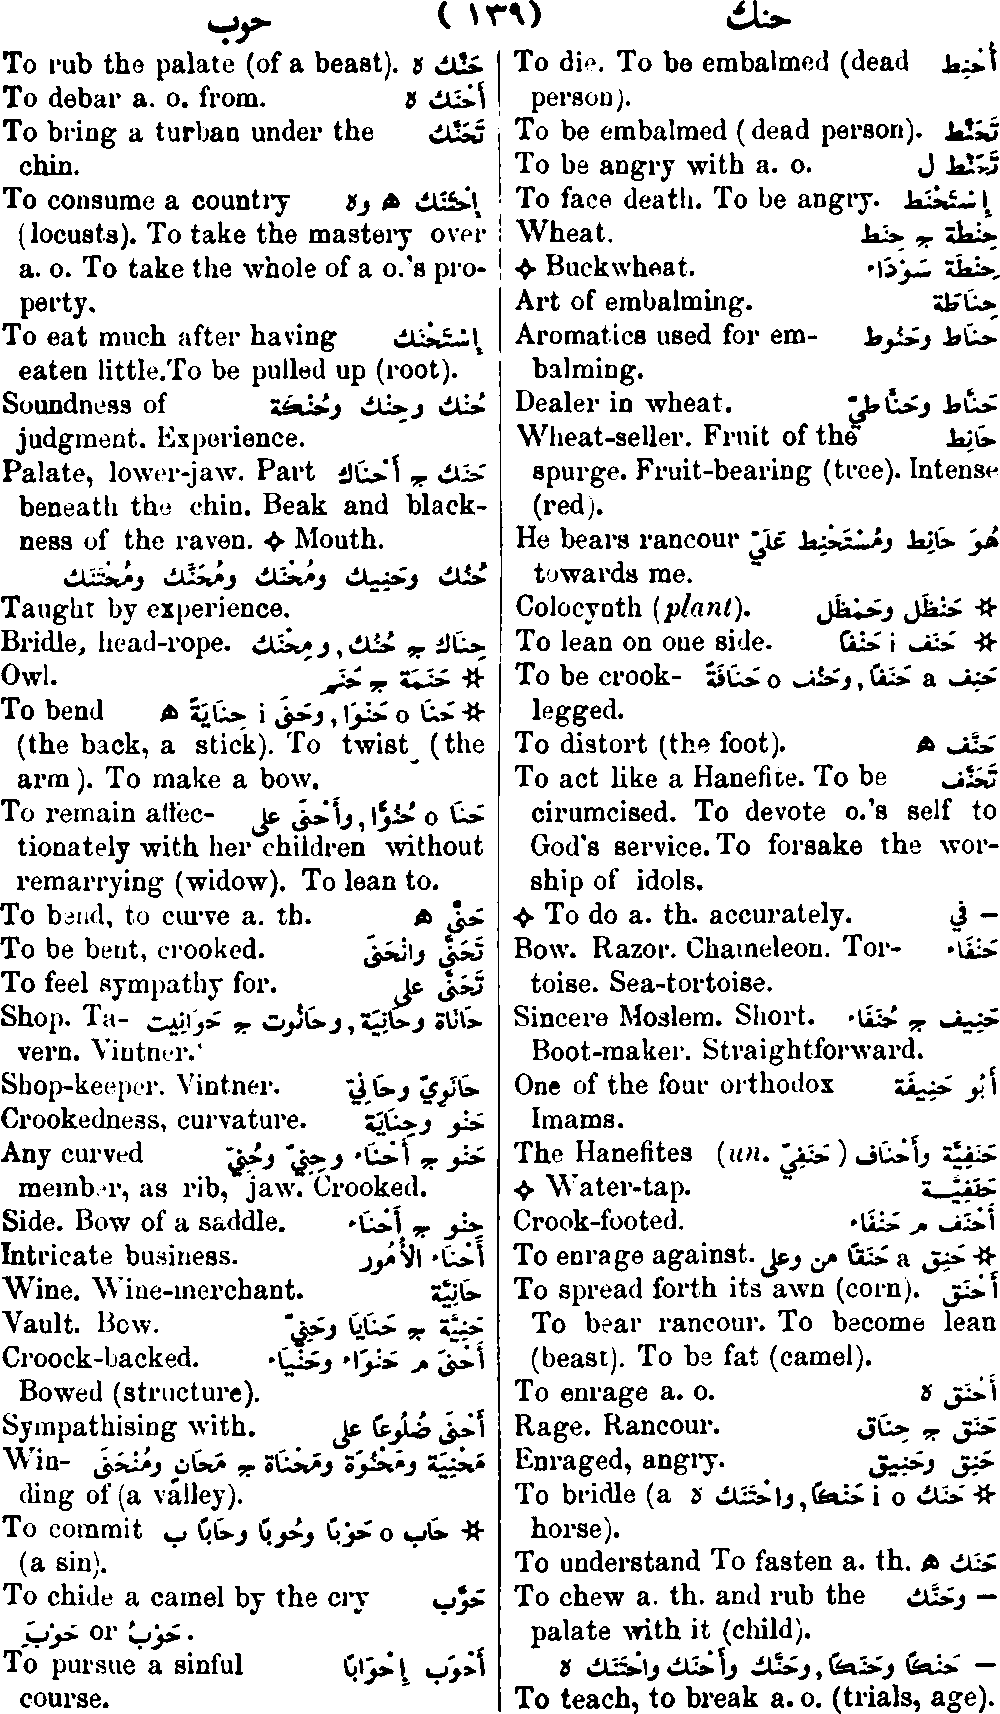 حوب ( ١٣٩ ) حنك
To die. To be embalmed (dead أَحْنَط
person).
To be embalmed (dead person). تَحَنَّط
To be angry with a. o. تَحَنَّط ل
To face death. To be angry. إِسْتَحْنَط
Wheat. حِنْطَة ج حِنَط
✧ Buckwheat. حِنْطَة سَوْدَاء
Art of embalming. حِنَاطَة
Aromatics used for em- حِنَاط وحَنُوط
balming.
Dealer in wheat. حَنَّاط وحَنَّاطِيّ
Wheat-seller. Fruit of the حَانِط
spurge. Fruit-bearing (tree). Intense
(red).
He bears rancour هُوَ حَانِط ومُسْتَحْنِط عَلَيَّ
towards me.
Colocynth (plant). ✲ حَنْظَل وحَمْظَل
To lean on one side. ✲ حَنَف i حَنْفًا
To be crook- حَنِف a حَنَفًا, وحَنُف o حَنَافَةً
legged.
To distort (the foot). حَنَّف ه
To act like a Hanefite. To be تَحَنَّف
cirumcised. To devote o.'s self to
God's service. To forsake the wor-
ship of idols.
✧ To do a. th. accurately. — في
Bow. Razor. Chameleon. Tor- حَنْفَاء
toise. Sea-tortoise.
Sincere Moslem. Short. حَنِيف ج حُنَفَاء
Boot-maker. Straightforward.
One of the four orthodox أَبُو حَنِيفَة
Imams.
The Hanefites (un. حَنَفِيّ) حَنَفِيَّة وأَحْنَاف
✧ Water-tap. حَنَفِيَّة
Crook-footed. أَحْنَف م حَنْفَاء
To enrage against. ✲ حَنِق a حَنَقًا من وعلى
To spread forth its awn (corn). أَحْنَق
To bear rancour. To become lean
(beast). To be fat (camel).
To enrage a. o. أَحْنَق ه
Rage. Rancour. حَنَق ج حِنَاق
Enraged, angry. حَنِق وحَنِيق
To bridle (a ✲ حَنَك i o حَنْكًا, واحْتَنَك ه
horse).
To understand To fasten a. th. حَنَك ه
To chew a. th. and rub the — وحَنَّك
palate with it (child).
— حَنْكًا وحَنَكًا, وحَنَّك وأَحْنَك واحْتَنَك ه
To teach, to break a. o. (trials, age).
To rub the palate (of a beast). حَنَّك ه
To debar a. o. from. أَحْنَك ه
To bring a turban under the تَحَنَّك
chin.
To consume a country إِحْتَنَك ه وه
(locusts). To take the mastery over
a. o. To take the whole of a o.'s pro-
perty.
To eat much after having إِسْتَحْنَك
eaten little. To be pulled up (root).
Soundness of حُنْك وحِنْك وحُنْكَة
judgment. Experience.
Palate, lower-jaw. Part حَنَك ج أَحْنَاك
beneath the chin. Beak and black-
ness of the raven. ✧ Mouth.
حُنُك وحَنِيك ومُحْنَك ومُحَنَّك ومُحْتَنَك
Taught by experience.
Bridle, head-rope. حِنَاك ج حُنُك, ومِحْنَك
Owl. ✲ حَنَمَة ج حَنَم
To bend ✲ حَنَا o حَنْوًا, وحَنَى i حِنَايَةً ه
(the back, a stick). To twist (the
arm). To make a bow.
To remain affec- حَنَا o حُنُوًّا, وأَحْنَى على
tionately with her children without
remarrying (widow). To lean to.
To bend, to curve a. th. حَنَّى ه
To be bent, crooked. تَحَنَّى وانْحَنَى
To feel sympathy for. تَحَنَّى على
Shop. Ta- حَانَاة وحَانِيَة, وحَانُوت ج حَوَانِيت
vern. Vintner.
Shop-keeper. Vintner. حَانَوِيّ وحَانِيّ
Crookedness, curvature. حَنْو وحِنَايَة
Any curved حَنْو ج أَحْنَاء وحِنِيّ وحُنِيّ
member, as rib, jaw. Crooked.
Side. Bow of a saddle. حِنْو ج أَحْنَاء
Intricate business. أَحْنَاء الأُمُور
Wine. Wine-merchant. حَانِيَّة
Vault. Bow. حَنِيَّة ج حَنَايَا وحَنِيّ
Croock-backed. أَحْنَى م حَنْوَاء وحَنْيَاء
Bowed (structure).
Sympathising with. أَحْنَى ضُلُوعًا على
Win- مَحْنِيَة ومَحْنُوَة ومَحْنَاة ج مَحَانٍ ومُنْحَنًى
ding of (a valley).
To commit ✲ حَاب o حَوْبًا وحُوبًا وحَابًا ب
(a sin).
To chide a camel by the cry حَوَّب
حَوْبُ or حَوْبَِ.
To pursue a sinful أَحْوَب إِحْوَابًا
course.